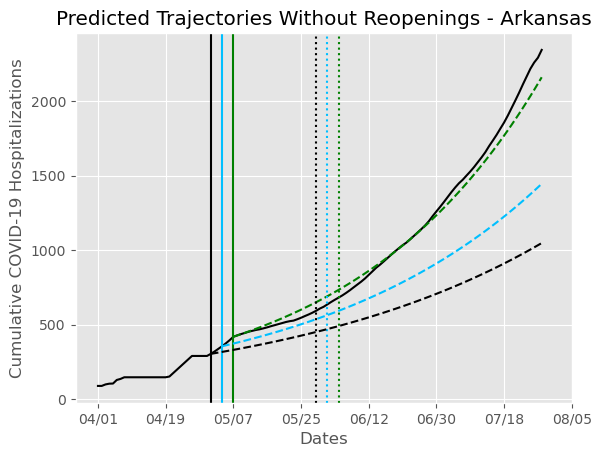 Predicted Trajectories Without Reopenings - Arkansas
Cumulative COVID-19 Hospitalizations
2000
1500
1000
500
0
04/01 04/19 05/07 05/25 06/12 06/30 07/18 08/05
Dates